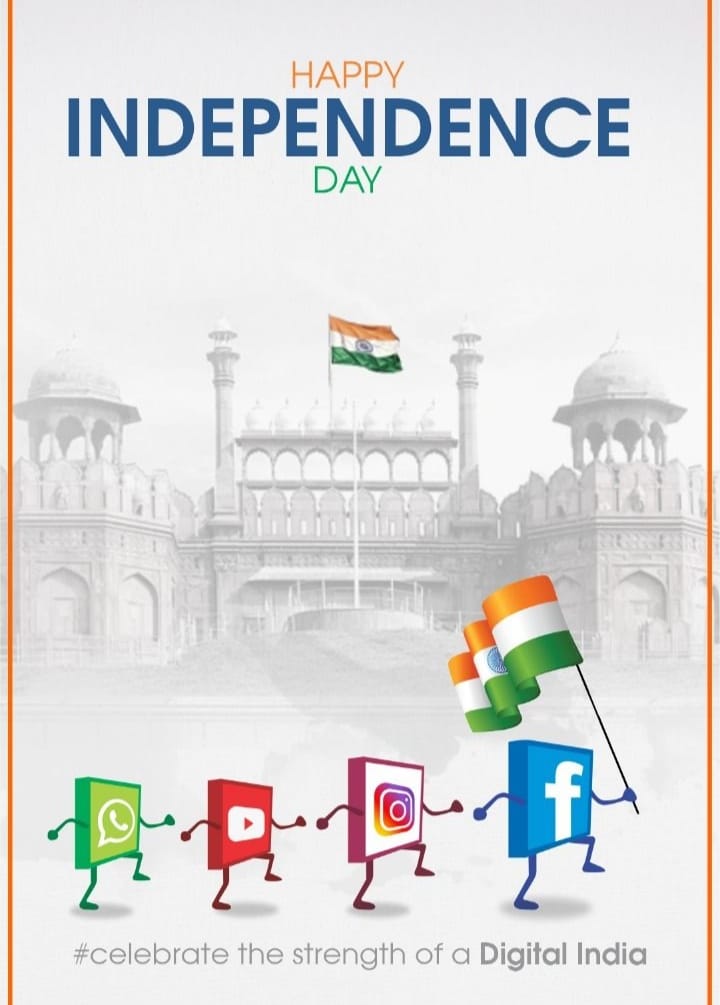 HAPPY
INDEPENDENCE
DAY
f
#celebrate the strength of a Digital India